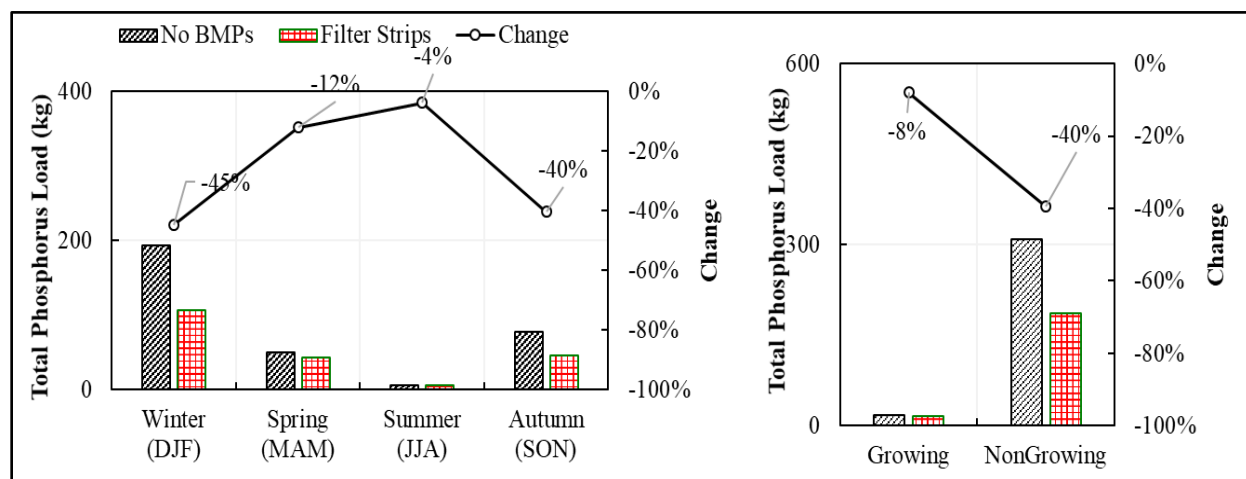 No BMPs Filter Strips Change
Total Phosphorus Load (kg)
400
200
0
-45%
-12%
-4%
-40%
0%
-20%
-40%
-60%
-80%
-100%
Change
Winter (DJF)
Spring (MAM)
Summer (JJA)
Autumn (SON)
Total Phosphorus Load (kg)
600
300
0
-8%
-40%
0%
-20%
-40%
-60%
-80%
-100%
Change
Growing NonGrowing